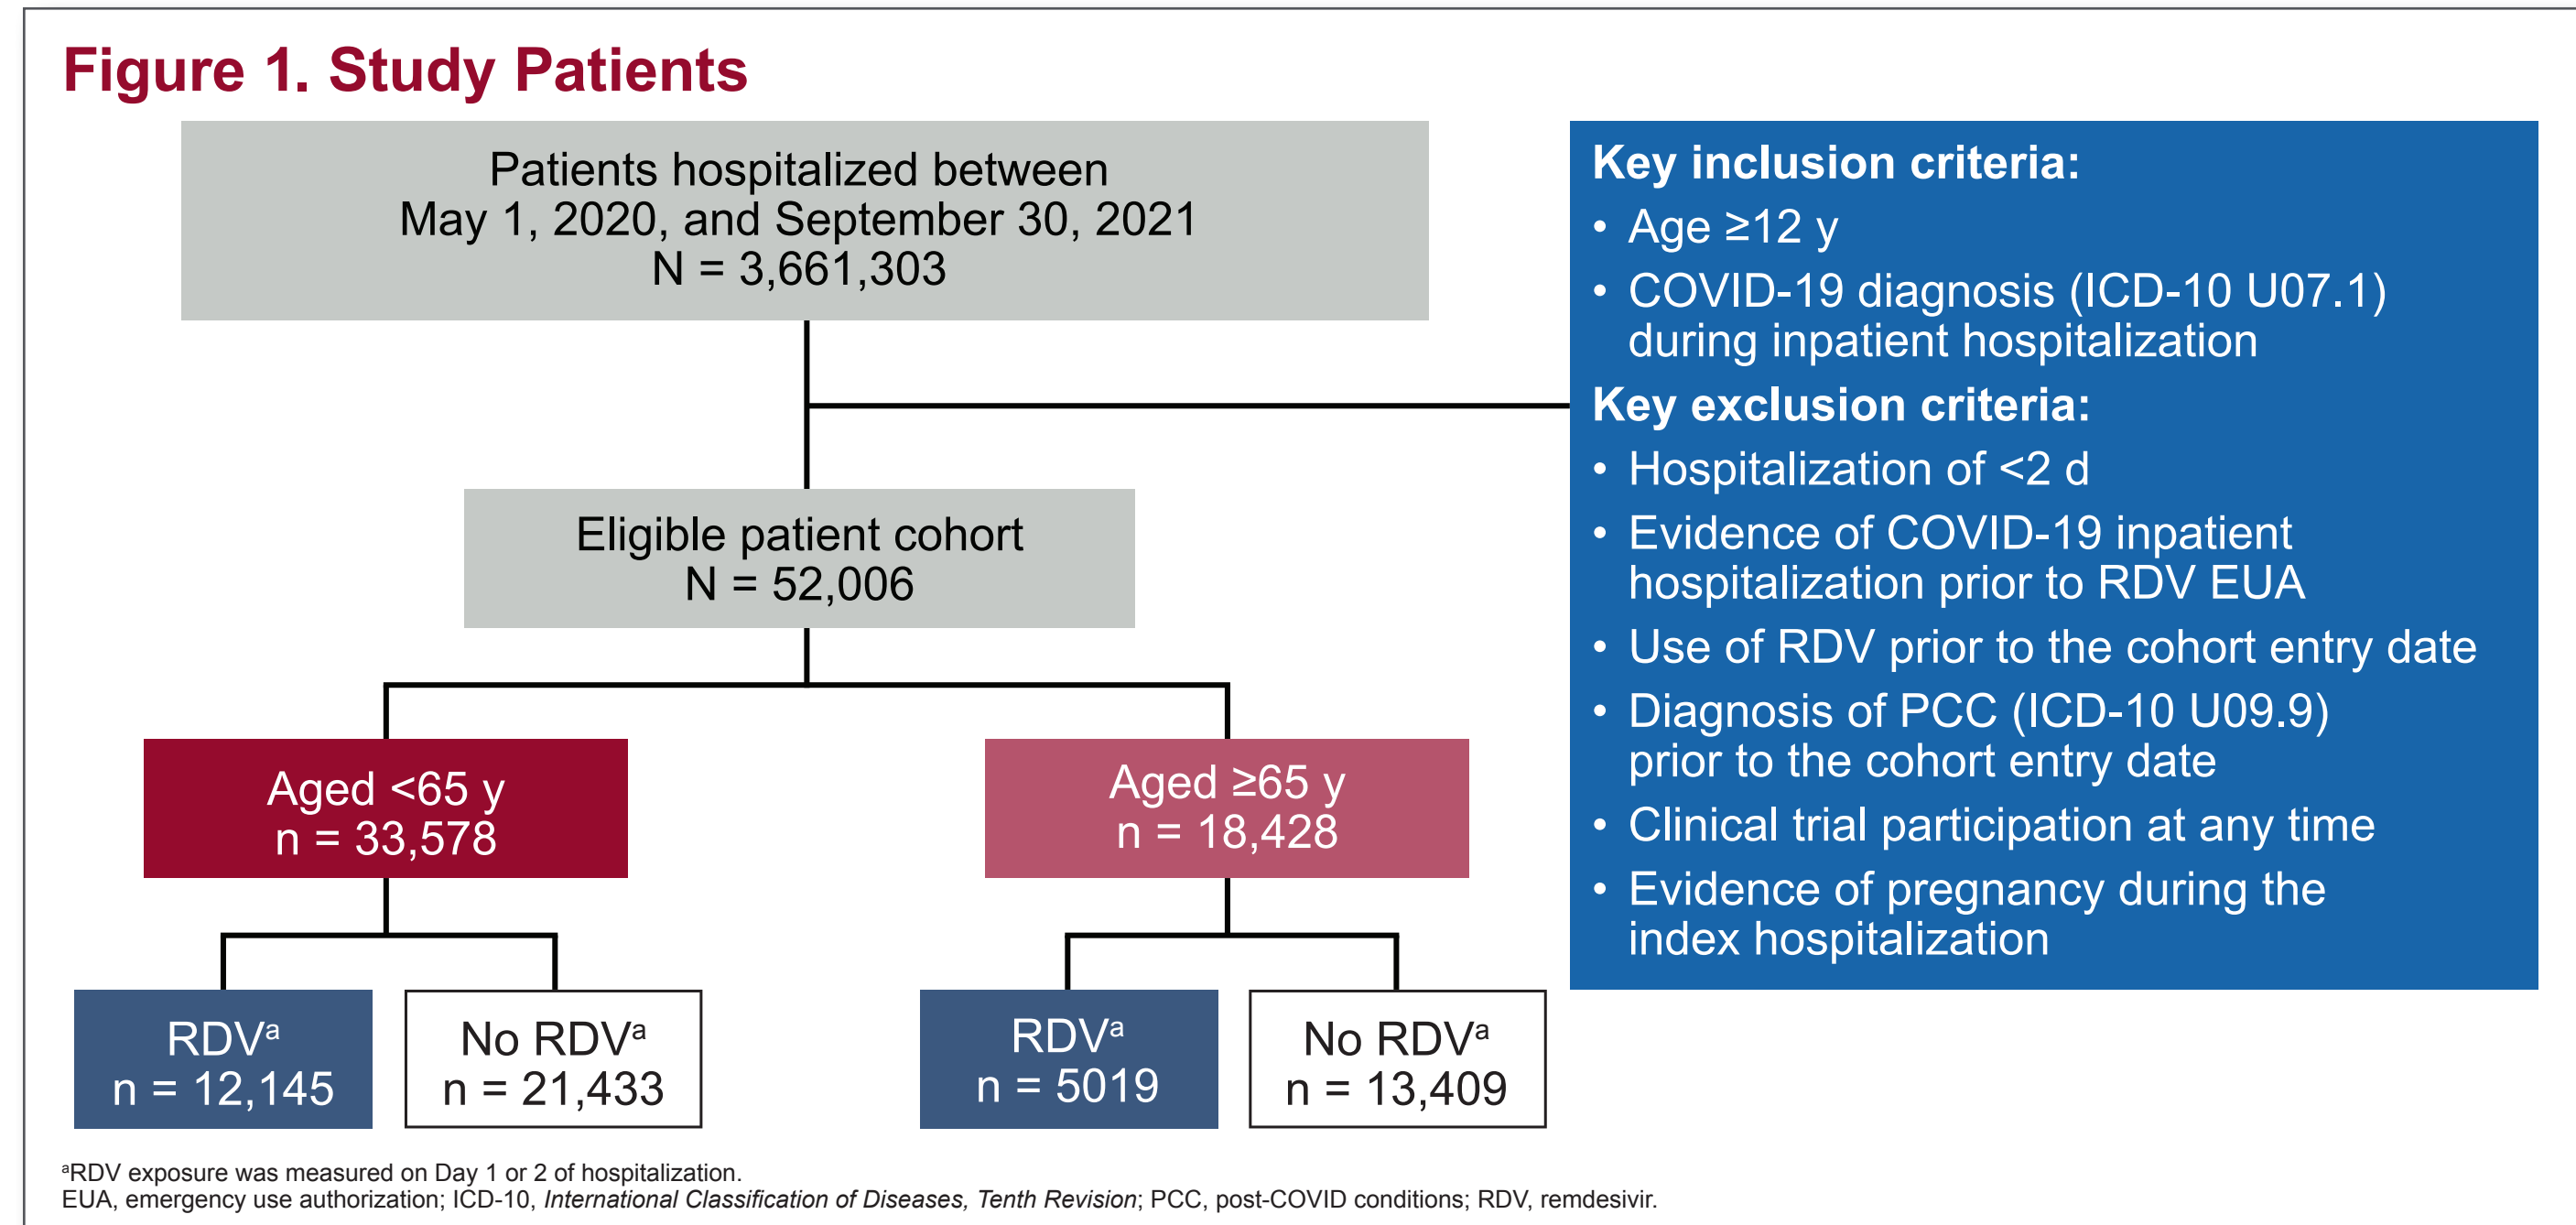 Figure 1. Study Patients
Patients hospitalized between
May 1, 2020, and September 30, 2021
N = 3,661,303
Key inclusion criteria:
• Age ≥12 y
• COVID-19 diagnosis (ICD-10 U07.1)
during inpatient hospitalization
Key exclusion criteria:
• Hospitalization of <2 d
• Evidence of COVID-19 inpatient
hospitalization prior to RDV EUA
• Use of RDV prior to the cohort entry date
• Diagnosis of PCC (ICD-10 U09.9)
prior to the cohort entry date
• Clinical trial participation at any time
• Evidence of pregnancy during the
index hospitalization
Eligible patient cohort
N = 52,006
Aged <65 y
n = 33,578
Aged ≥65 y
n = 18,428
RDVᵃ
n = 12,145
No RDVᵃ
n = 21,433
RDVᵃ
n = 5019
No RDVᵃ
n = 13,409
ᵃRDV exposure was measured on Day 1 or 2 of hospitalization.
EUA, emergency use authorization; ICD-10, International Classification of Diseases, Tenth Revision; PCC, post-COVID conditions; RDV, remdesivir.